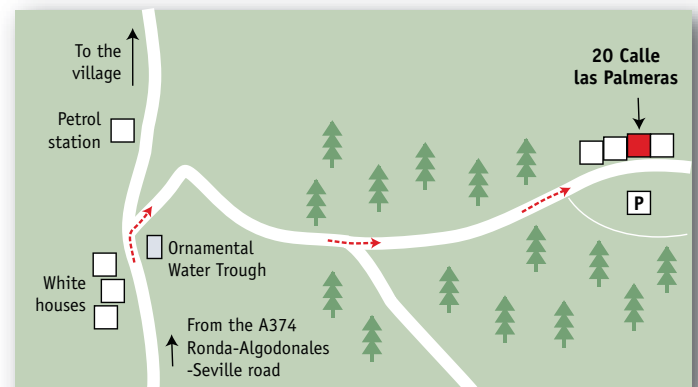 To the
village
Petrol
station
20 Calle
las Palmeras
P
Ornamental
Water Trough
White
houses
From the A374
Ronda-Algodonales
-Seville road